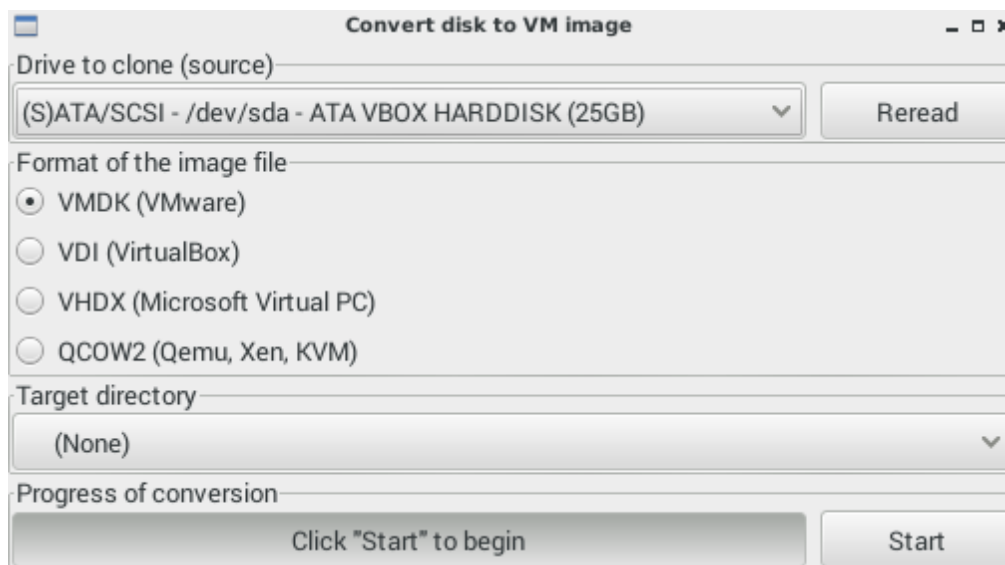 Convert disk to VM image
Drive to clone (source)
(S)ATA/SCSI - /dev/sda - ATA VBOX HARDDISK (25GB)
Reread
Format of the image file
VMDK (VMware)
VDI (VirtualBox)
VHDX (Microsoft Virtual PC)
QCOW2 (Qemu, Xen, KVM)
Target directory
(None)
Progress of conversion
Click "Start" to begin
Start